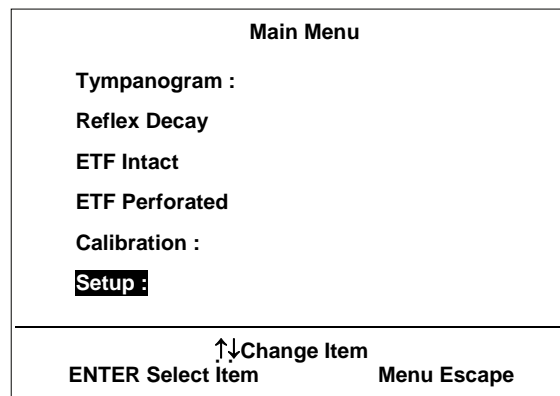 Main Menu
Tympanogram :
Reflex Decay
ETF Intact
ETF Perforated
Calibration :
Setup :
↑↓Change Item
ENTER Select Item Menu Escape